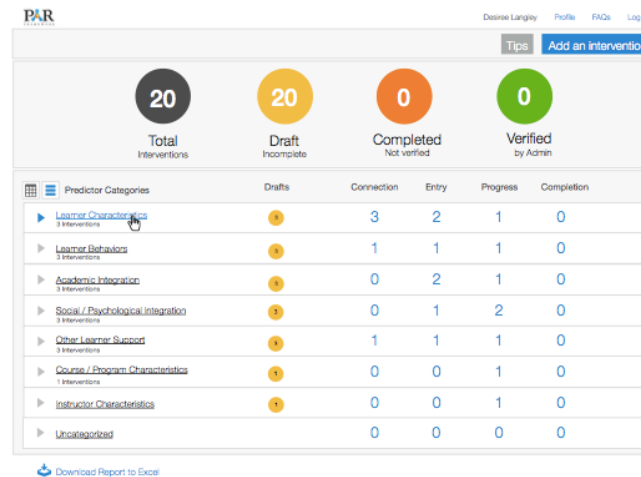 PAR
FRAMEWORK
Desiree Langley Profile FAQs Log
Tips Add an interventio
20 20 0 0
Total Draft Completed Verified
Interventions Incomplete Not verified by Admin
Predictor Categories Drafts Connection Entry Progress Completion
Learner Characteristics 3 2 1 0
3 Interventions
Learner Behaviors 1 1 1 0
3 Interventions
Academic Integration 0 2 1 0
3 Interventions
Social / Psychological Integration 3 0 1 2 0
3 Interventions
Other Learner Support 1 1 1 0
3 Interventions
Course / Program Characteristics 1 0 0 1 0
1 Interventions
Instructor Characteristics 1 0 0 1 0
Uncategorized 0 0 0 0
Download Report to Excel